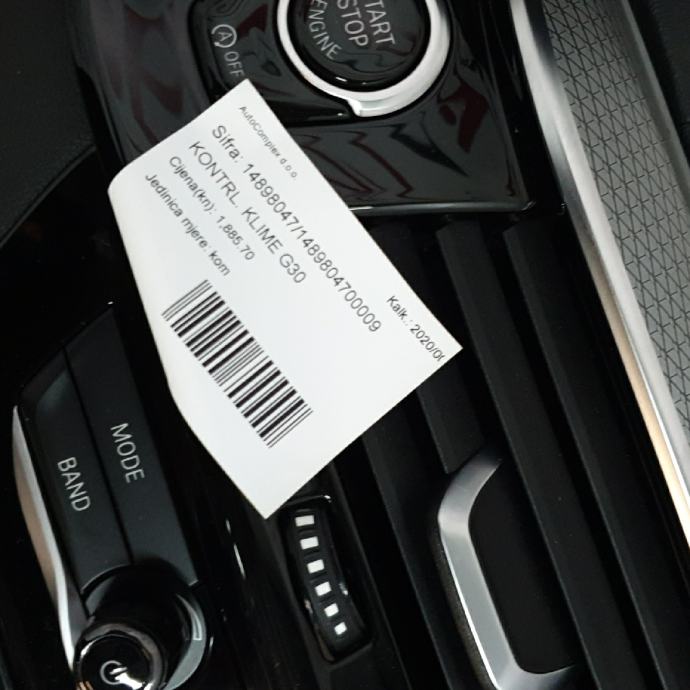 START
STOP
ENGINE
A OFF
AutoComplex d.o.o.
Sifra: 14898047/1489804700009
KONTRL. KLIME G30
Cijena(kn): 1,885.70
Jedinica mjere: kom
Kalk.: 2020/0
MODE
BAND